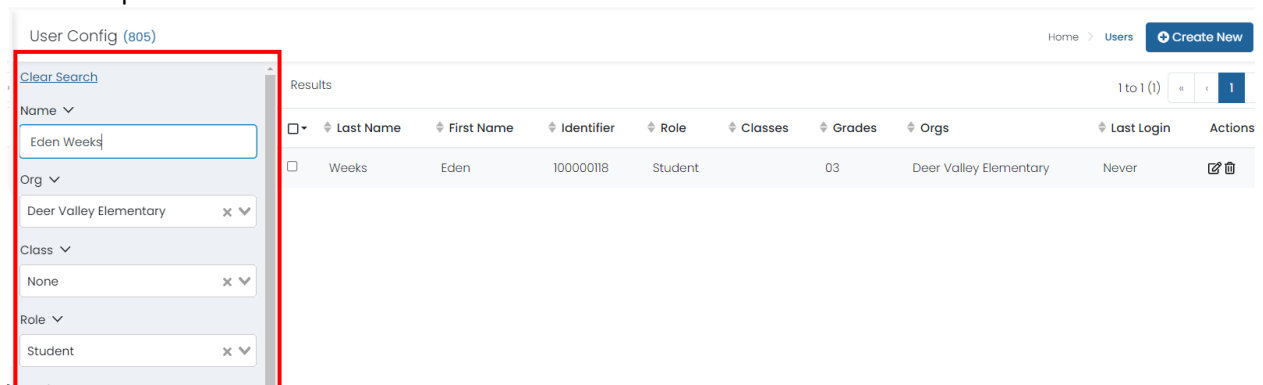 User Config (805)
Home > Users Create New
Clear Search
Name
Eden Weeks
Org
Deer Valley Elementary
Class
None
Role
Student
Results
1 to 1 (1) « ‹ 1
Last Name First Name Identifier Role Classes Grades Orgs Last Login Actions
Weeks Eden 100000118 Student 03 Deer Valley Elementary Never